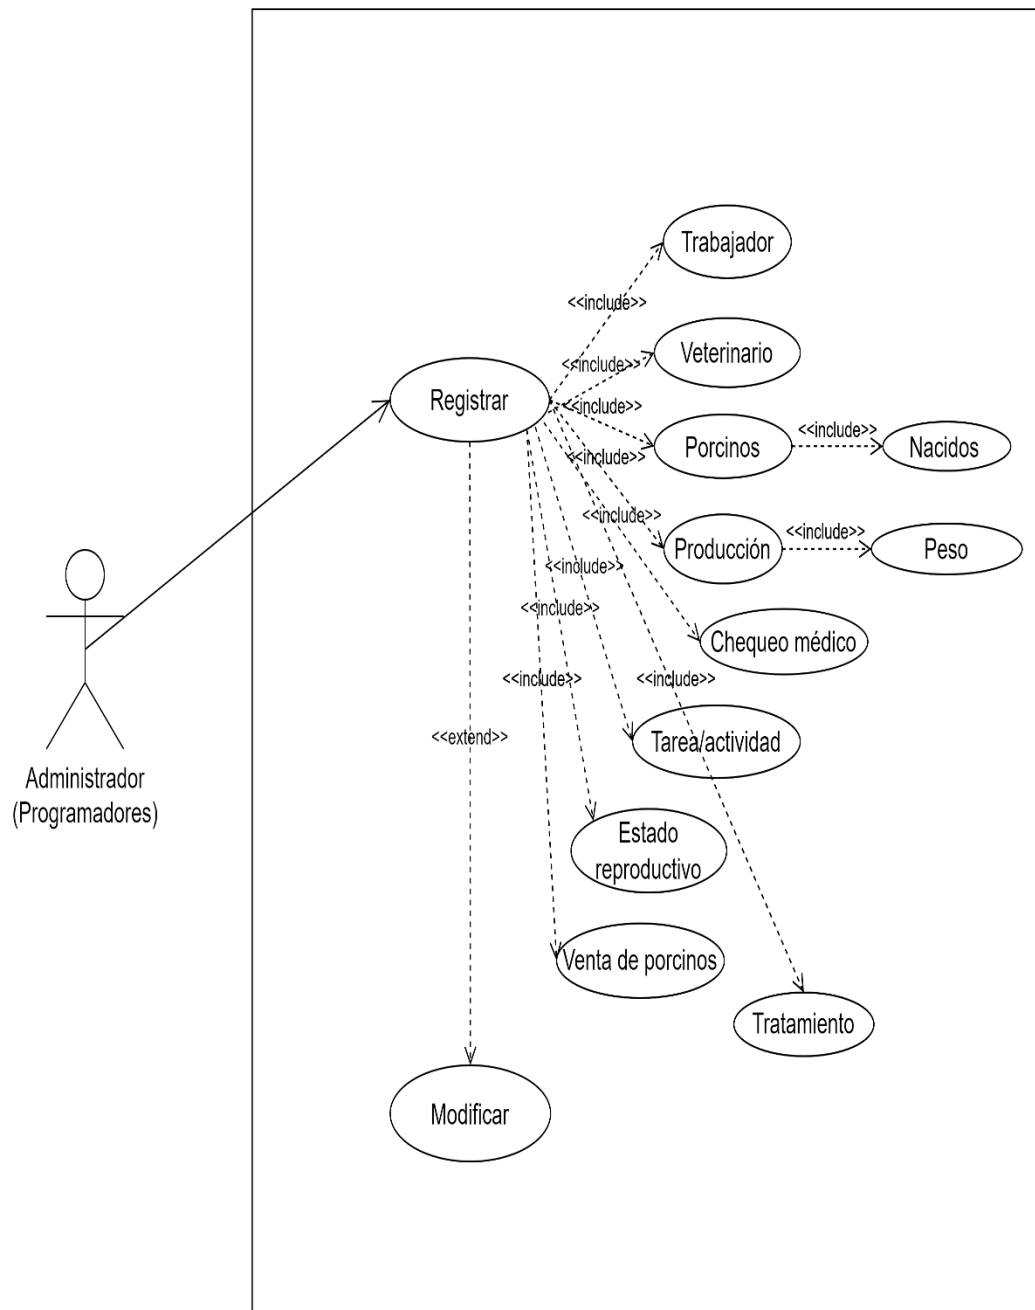 Trabajador
<<include>>
Veterinario
<<include>>
Registrar
<<include>>
Porcinos
<<include>>
Nacidos
<<include>>
<<include>>
Producción
<<include>>
Peso
<<include>>
<<include>>
Chequeo médico
<<include>>
<<include>>
<<extend>>
Tarea/actividad
Administrador
(Programadores)
Estado
reproductivo
Venta de porcinos
Tratamiento
Modificar